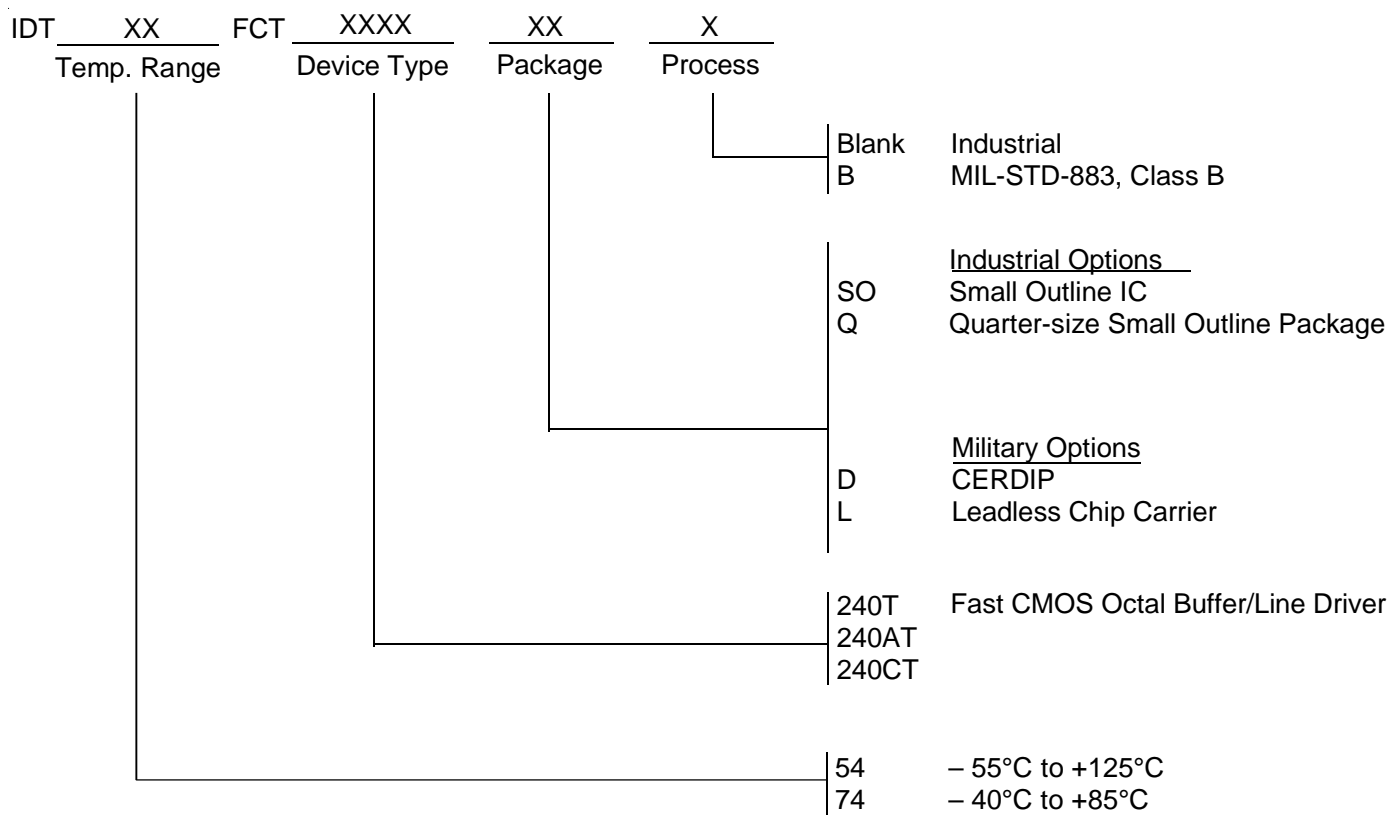 IDT XX FCT XXXX XX X
Temp. Range Device Type Package Process
Blank Industrial
B MIL-STD-883, Class B
Industrial Options
SO Small Outline IC
Q Quarter-size Small Outline Package
Military Options
D CERDIP
L Leadless Chip Carrier
240T Fast CMOS Octal Buffer/Line Driver
240AT
240CT
54 – 55°C to +125°C
74 – 40°C to +85°C